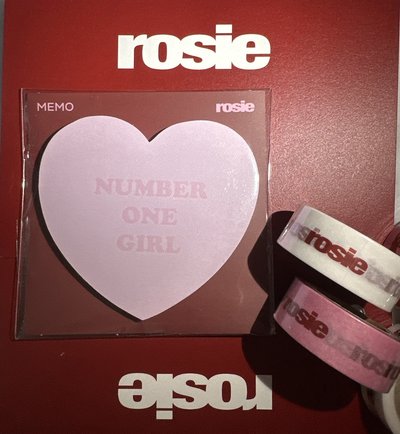 rosie
MEMO rosie
NUMBER
ONE
GIRL
rosie
rosie
rosie